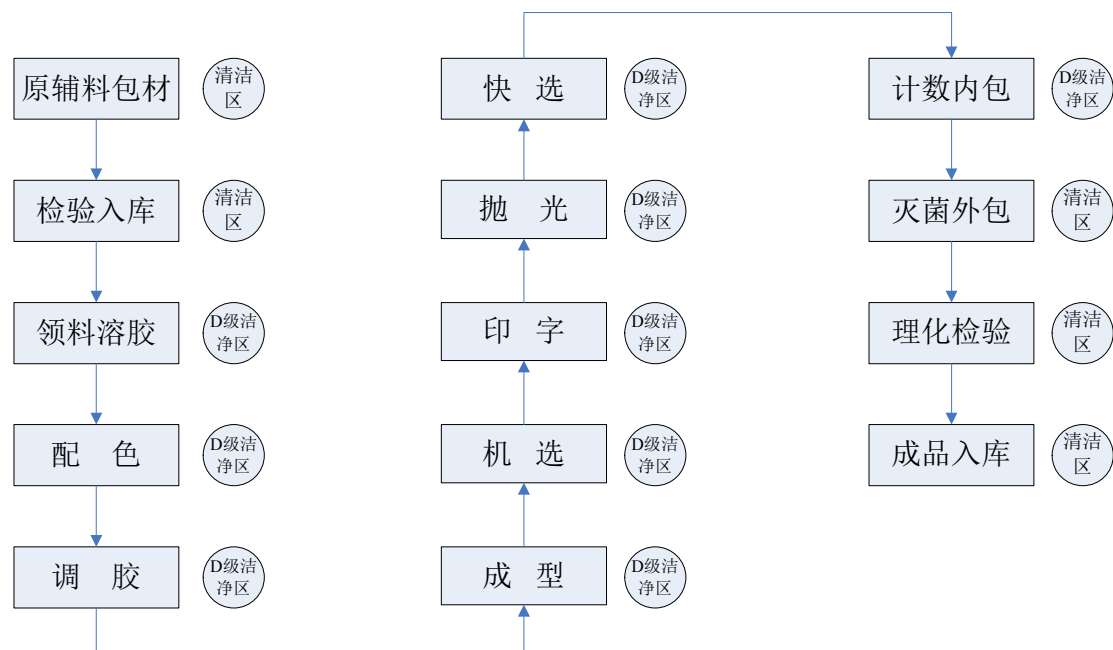 原辅料包材
清洁
区
检验入库
清洁
区
领料溶胶
D级洁
净区
配 色
D级洁
净区
调 胶
D级洁
净区
快 选
D级洁
净区
抛 光
D级洁
净区
印 字
D级洁
净区
机 选
D级洁
净区
成 型
D级洁
净区
计数内包
D级洁
净区
灭菌外包
清洁
区
理化检验
清洁
区
成品入库
清洁
区